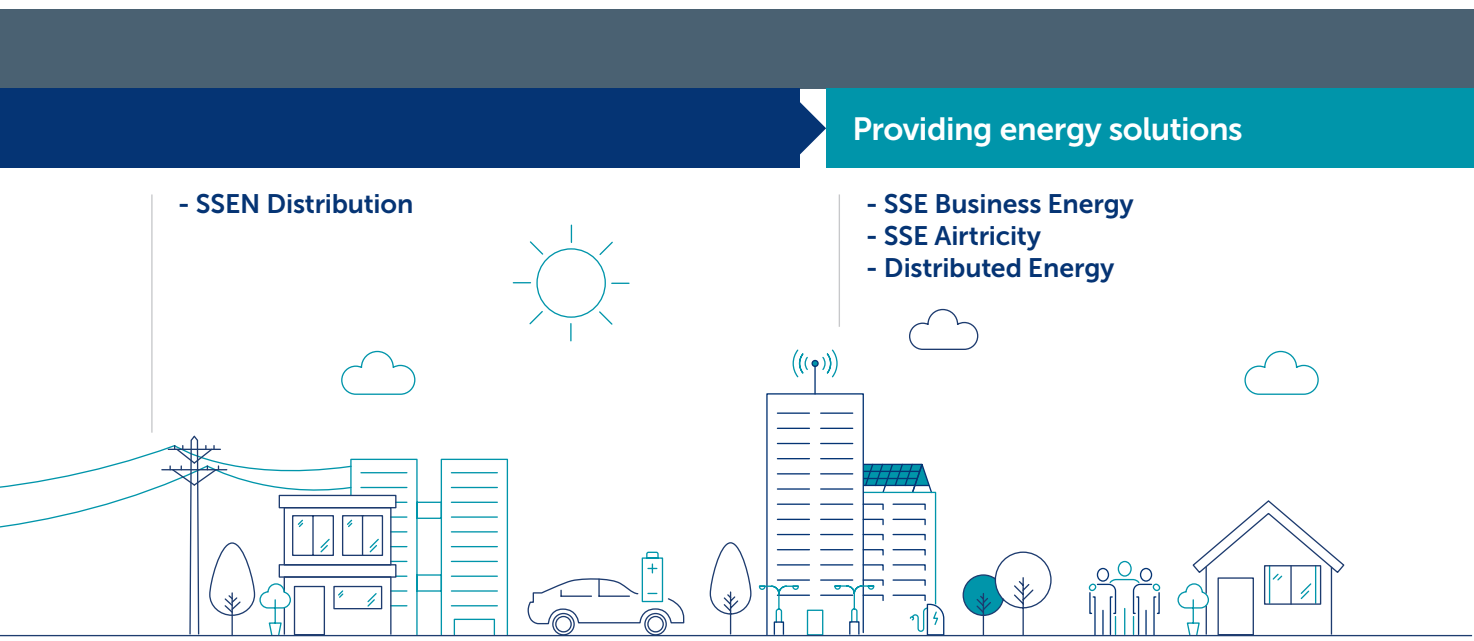 Providing energy solutions
- SSEN Distribution
- SSE Business Energy
- SSE Airtricity
- Distributed Energy